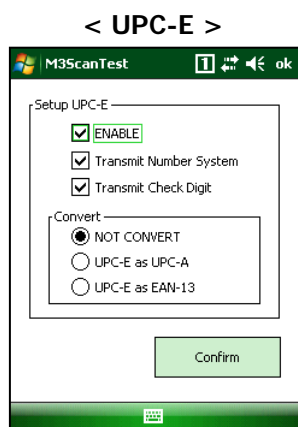 < UPC-E >
M3ScanTest 1 ok
Setup UPC-E
ENABLE
Transmit Number System
Transmit Check Digit
Convert
NOT CONVERT
UPC-E as UPC-A
UPC-E as EAN-13
Confirm